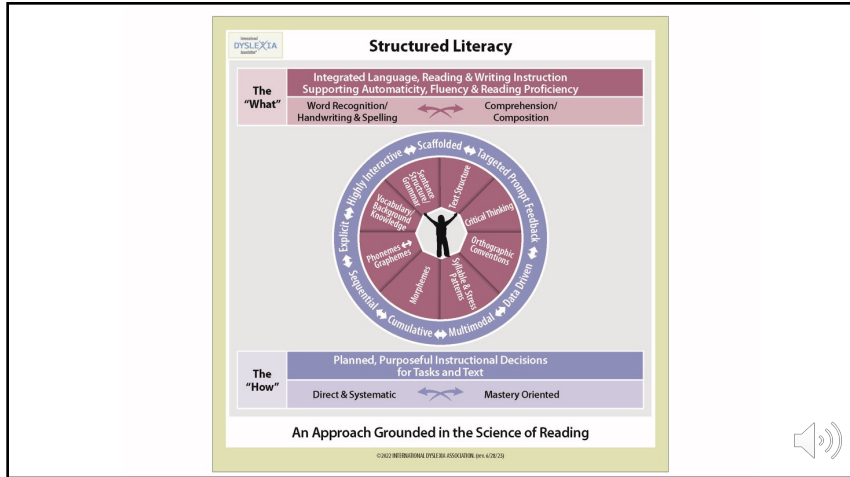 International
DYSLEXIA
Association
Structured Literacy
The
"What"
Integrated Language, Reading & Writing Instruction
Supporting Automaticity, Fluency & Reading Proficiency
Word Recognition/
Handwriting & Spelling
Comprehension/
Composition
Explicit
Highly Interactive
Scaffolded
Targeted Prompt Feedback
Data Driven
Multimodal
Cumulative
Sequential
Phonemes
Graphemes
Vocabulary/
Background
Knowledge
Sentence
Structure/
Grammar
Text Structure
Critical Thinking
Orthographic
Conventions
Syllable & Stress
Patterns
Morphemes
The
"How"
Planned, Purposeful Instructional Decisions
for Tasks and Text
Direct & Systematic
Mastery Oriented
An Approach Grounded in the Science of Reading
©2022 INTERNATIONAL DYSLEXIA ASSOCIATION. (rev. 6/28/23)